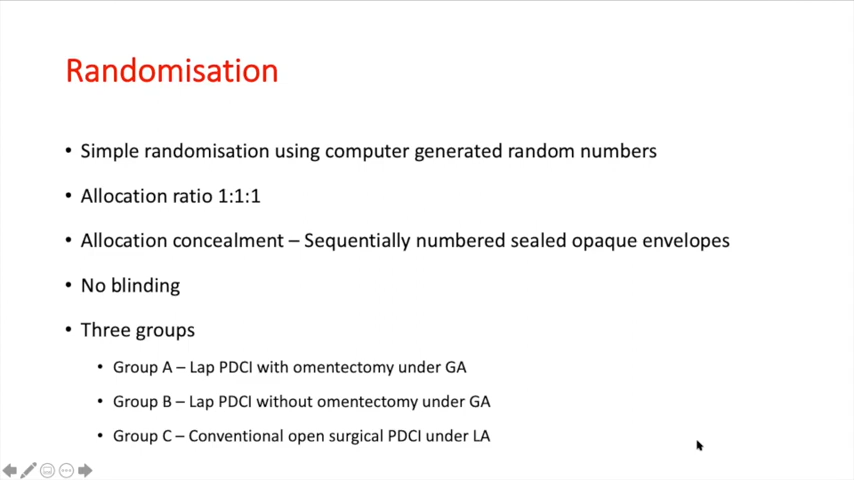 Randomisation
• Simple randomisation using computer generated random numbers
• Allocation ratio 1:1:1
• Allocation concealment – Sequentially numbered sealed opaque envelopes
• No blinding
• Three groups
• Group A – Lap PDCI with omentectomy under GA
• Group B – Lap PDCI without omentectomy under GA
• Group C – Conventional open surgical PDCI under LA